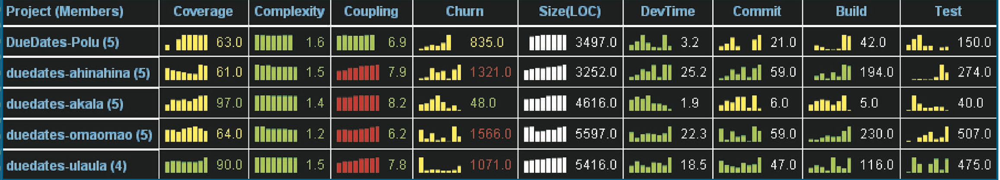 Project (Members) Coverage Complexity Coupling Churn Size(LOC) DevTime Commit Build Test
DueDates-Polu (5) 63.0 1.6 6.9 835.0 3497.0 3.2 21.0 42.0 150.0
duedates-ahinahina (5) 61.0 1.5 7.9 1321.0 3252.0 25.2 59.0 194.0 274.0
duedates-akala (5) 97.0 1.4 8.2 48.0 4616.0 1.9 6.0 5.0 40.0
duedates-omaomao (5) 64.0 1.2 6.2 1566.0 5597.0 22.3 59.0 230.0 507.0
duedates-ulaula (4) 90.0 1.5 7.8 1071.0 5416.0 18.5 47.0 116.0 475.0